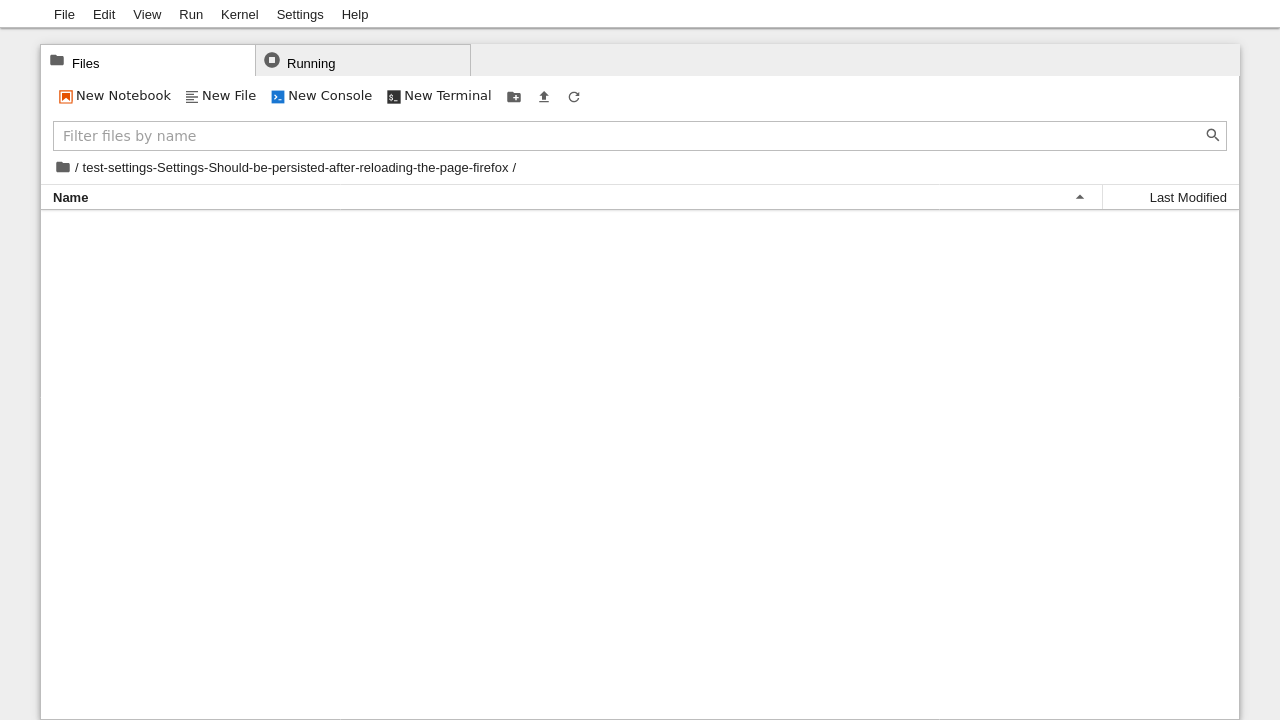 File Edit View Run Kernel Settings Help
Files Running
New Notebook New File New Console New Terminal
Filter files by name
/ test-settings-Settings-Should-be-persisted-after-reloading-the-page-firefox /
Name Last Modified